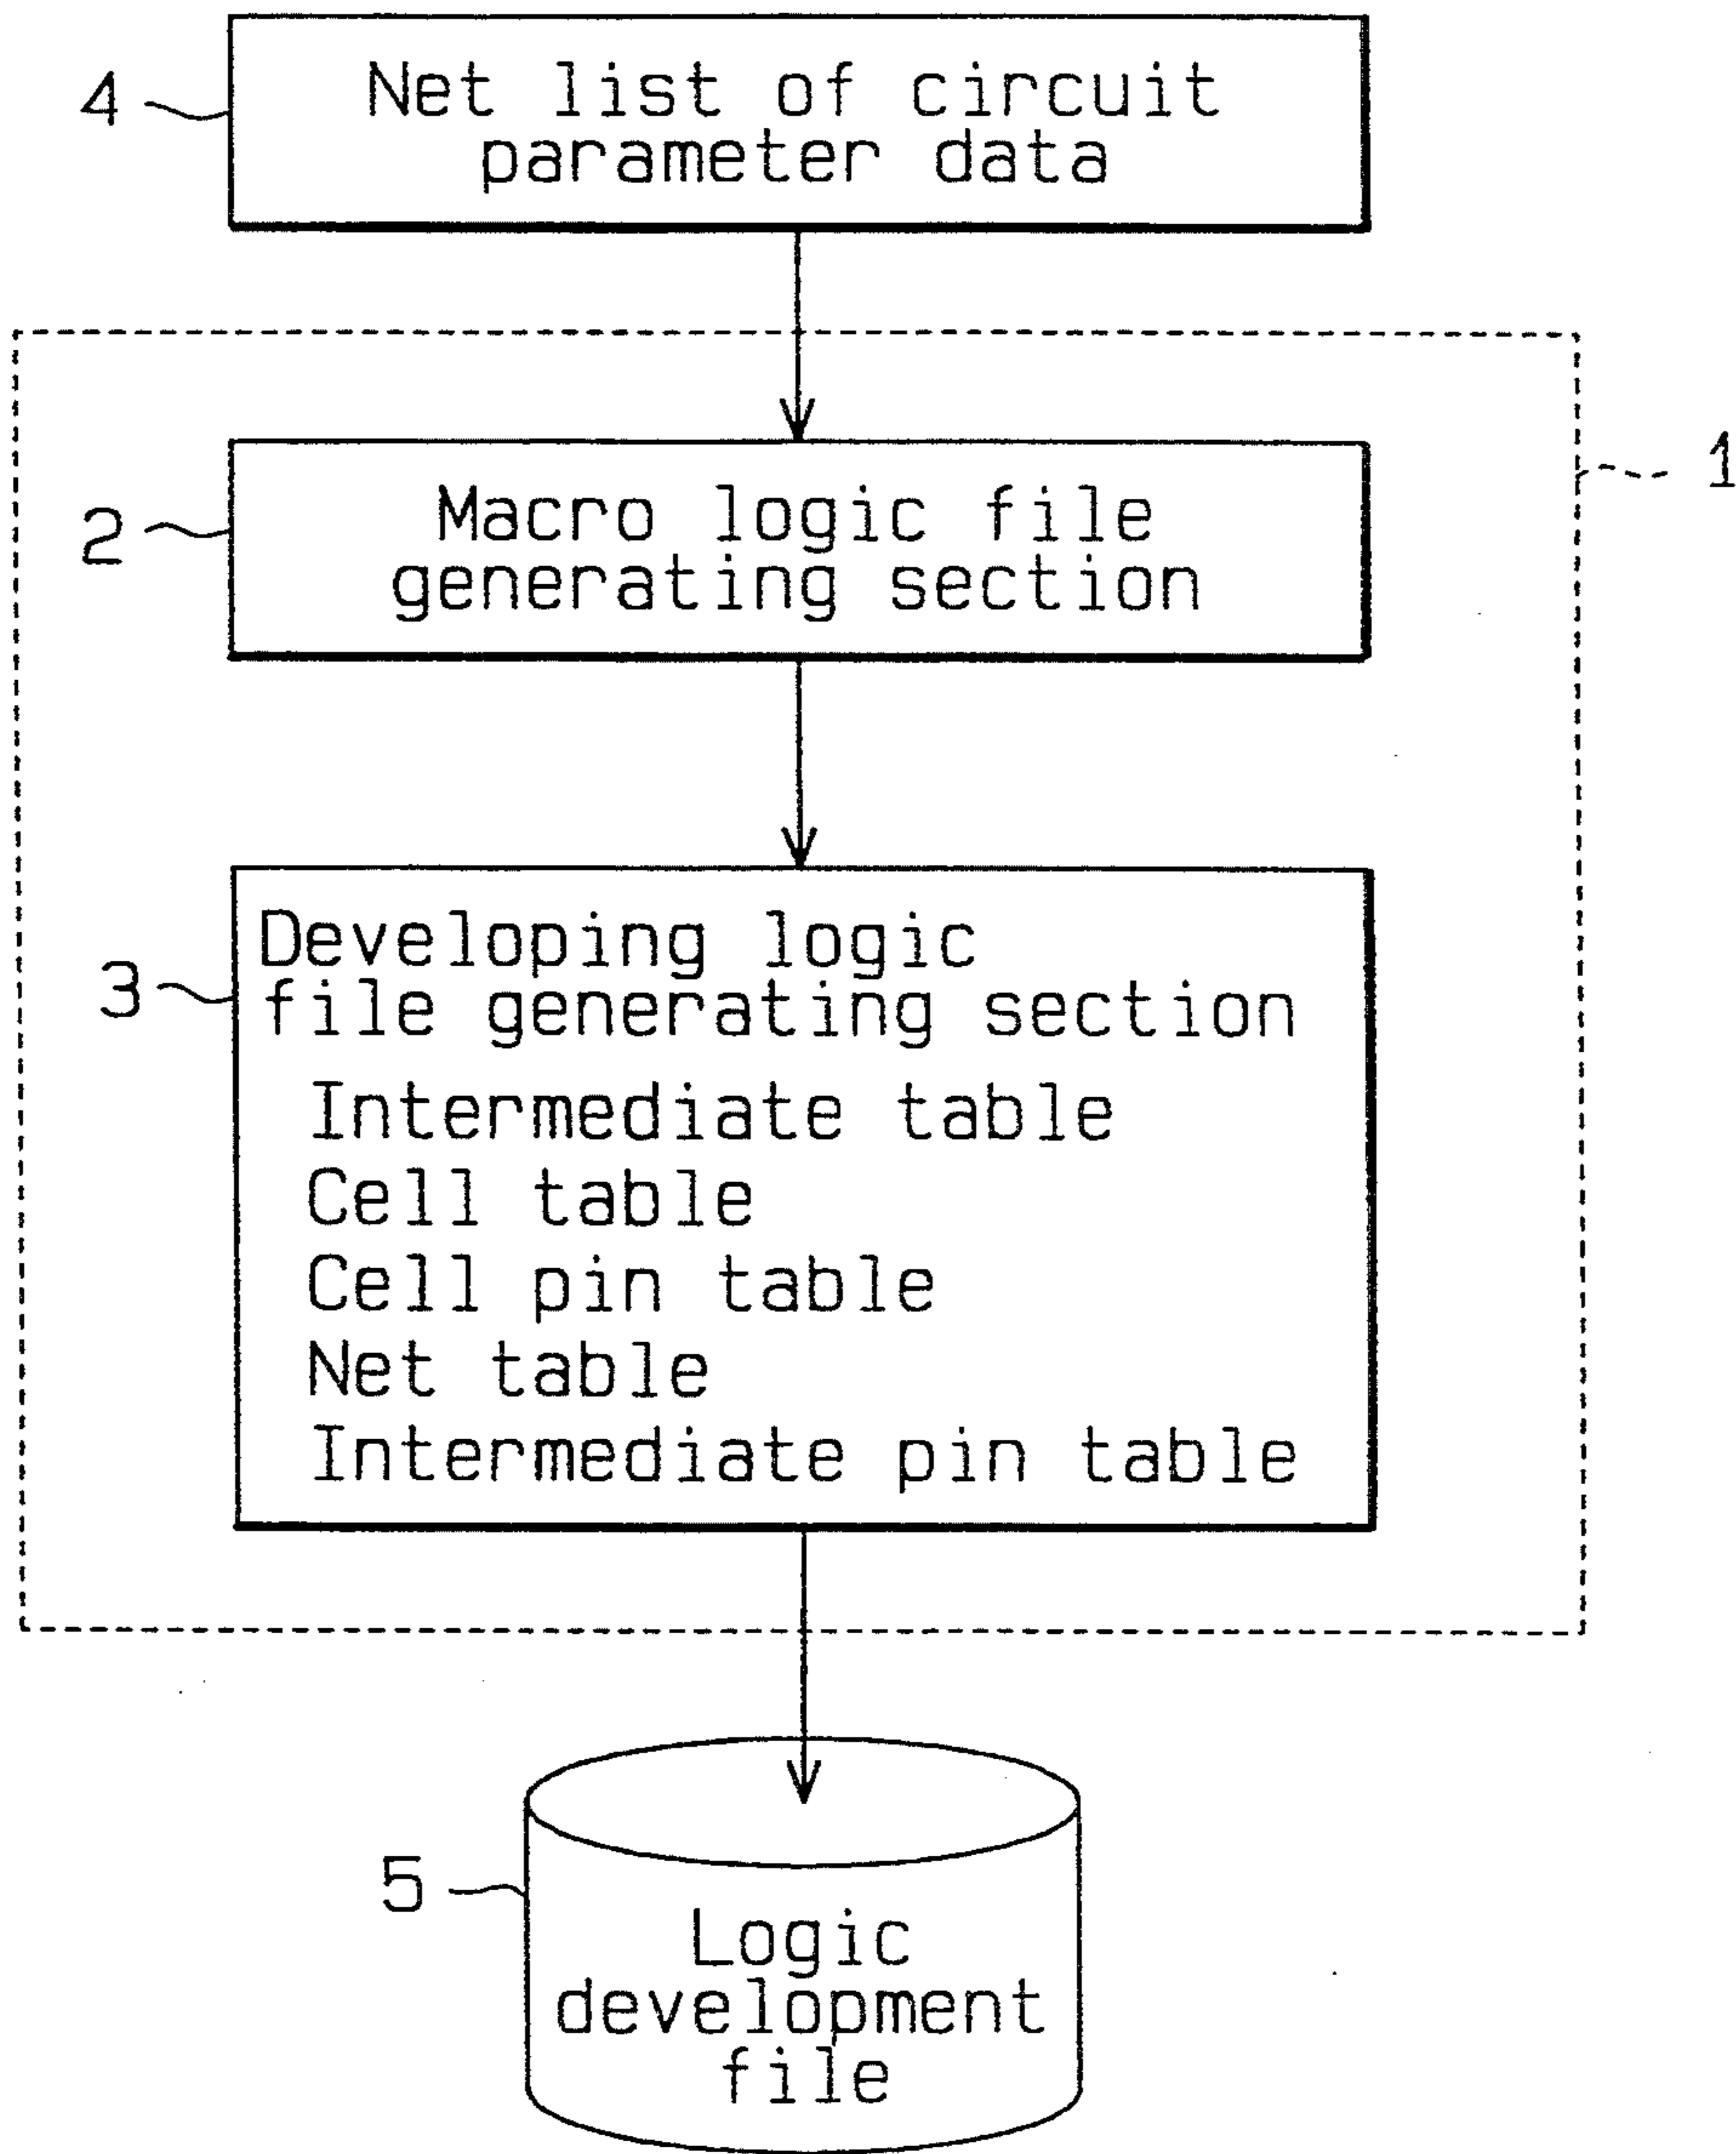 4
Net list of circuit
parameter data
1
2
Macro logic file
generating section
3
Developing logic
file generating section
Intermediate table
Cell table
Cell pin table
Net table
Intermediate pin table
5
Logic
development
file